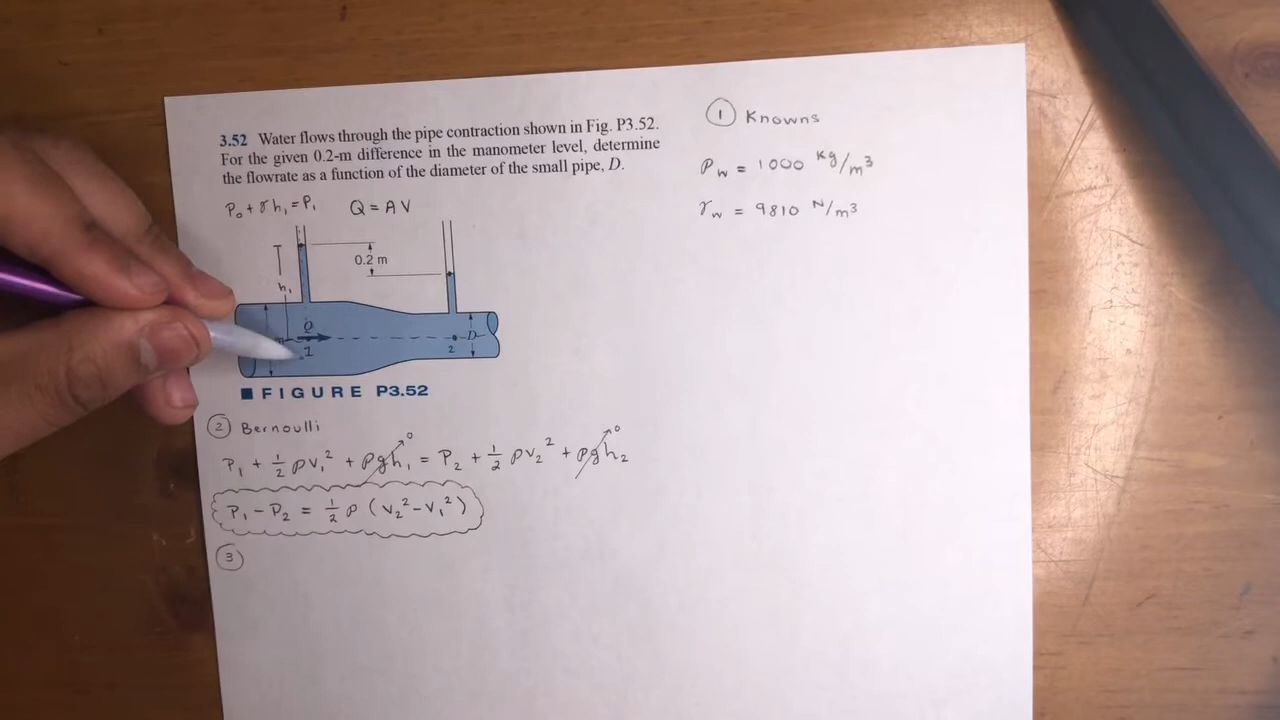 3.52 Water flows through the pipe contraction shown in Fig. P3.52.
For the given 0.2-m difference in the manometer level, determine
the flowrate as a function of the diameter of the small pipe, D.
P₀ + γh₁ = P₁ Q = AV
0.2 m
h₁
Q
1
2
D
FIGURE P3.52
② Bernoulli
P₁ + ½ρv₁² + ρgh₁ ⁰ = P₂ + ½ρv₂² + ρgh₂ ⁰
P₁ - P₂ = ½ρ(v₂² - v₁²)
③
① Knowns
ρw = 1000 kg/m³
γw = 9810 N/m³